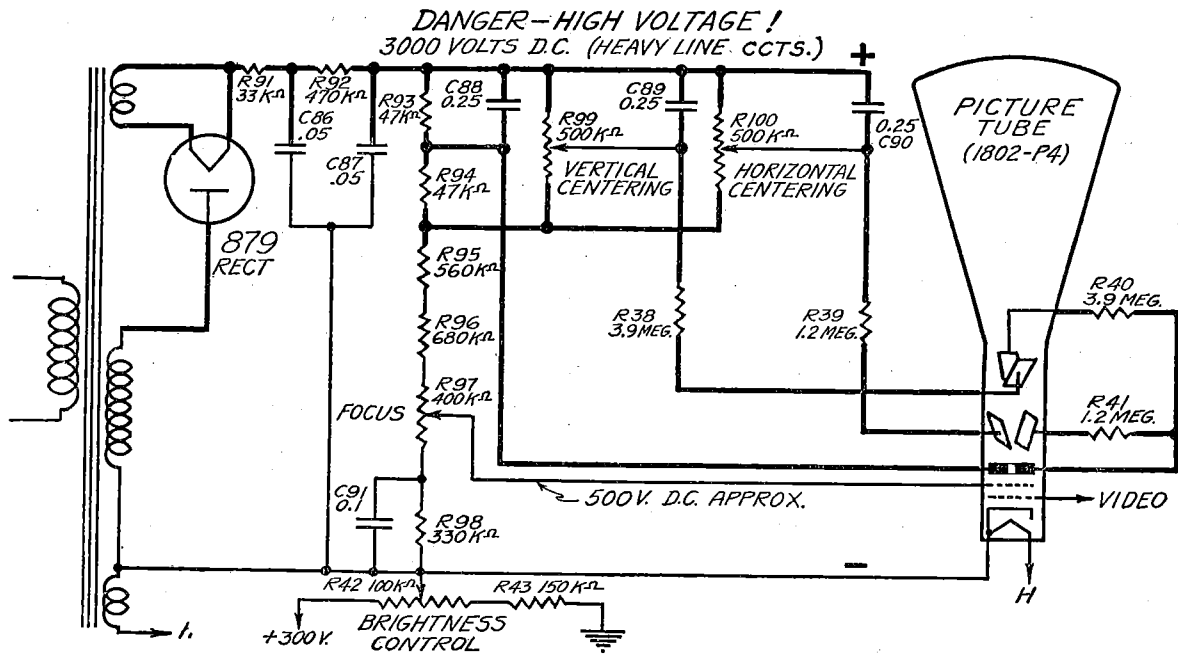 DANGER–HIGH VOLTAGE!
3000 VOLTS D.C. (HEAVY LINE CCTS.)
+
R91
33KΩ
R92
470KΩ
C86
.05
C87
.05
R93
47KΩ
C88
0.25
R99
500KΩ
C89
0.25
R100
500KΩ
0.25
C90
PICTURE
TUBE
(1802-P4)
R94
47KΩ
VERTICAL
CENTERING
HORIZONTAL
CENTERING
879
RECT
R95
560KΩ
R96
680KΩ
R38
3.9MEG.
R39
1.2MEG.
R40
3.9 MEG.
R97
400KΩ
FOCUS
R41
1.2 MEG.
500V. D.C. APPROX.
VIDEO
C91
0.1
R98
330KΩ
–
R42 100KΩ
R43 150KΩ
H
+300V.
BRIGHTNESS
CONTROL